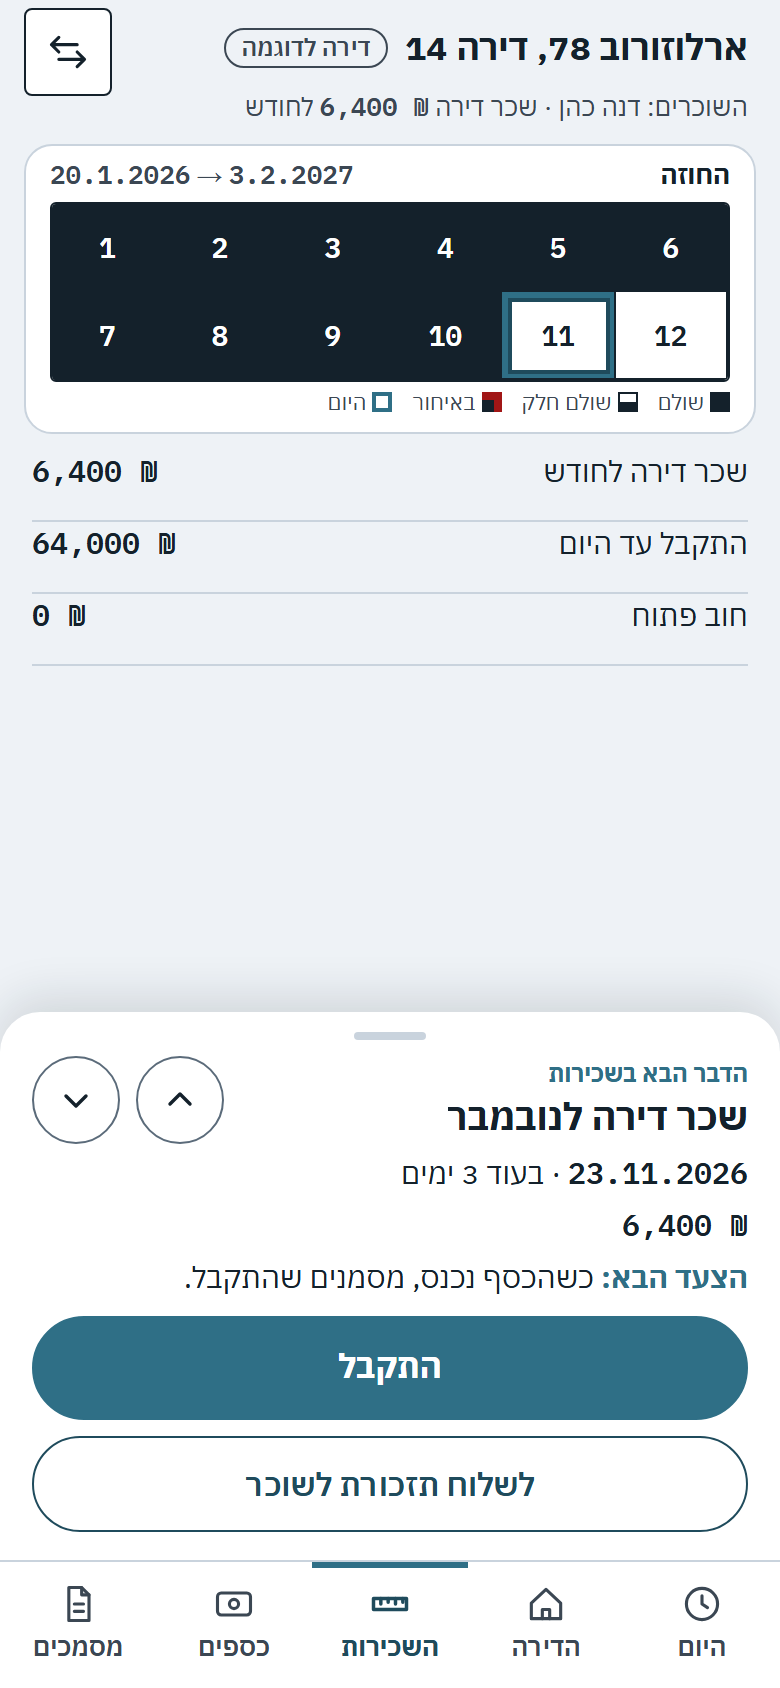 ארלוזורוב 78, דירה 14 דירה לדוגמה
השוכרים: דנה כהן · שכר דירה ₪ 6,400 לחודש
החוזה 20.1.2026 → 3.2.2027
1 2 3 4 5 6
7 8 9 10 11 12
שולם שולם חלק באיחור היום
שכר דירה לחודש 6,400 ₪
התקבל עד היום 64,000 ₪
חוב פתוח 0 ₪
הדבר הבא בשכירות
שכר דירה לנובמבר
23.11.2026 · בעוד 3 ימים
6,400 ₪
הצעד הבא: כשהכסף נכנס, מסמנים שהתקבל.
התקבל
לשלוח תזכורת לשוכר
היום הדירה השכירות כספים מסמכים